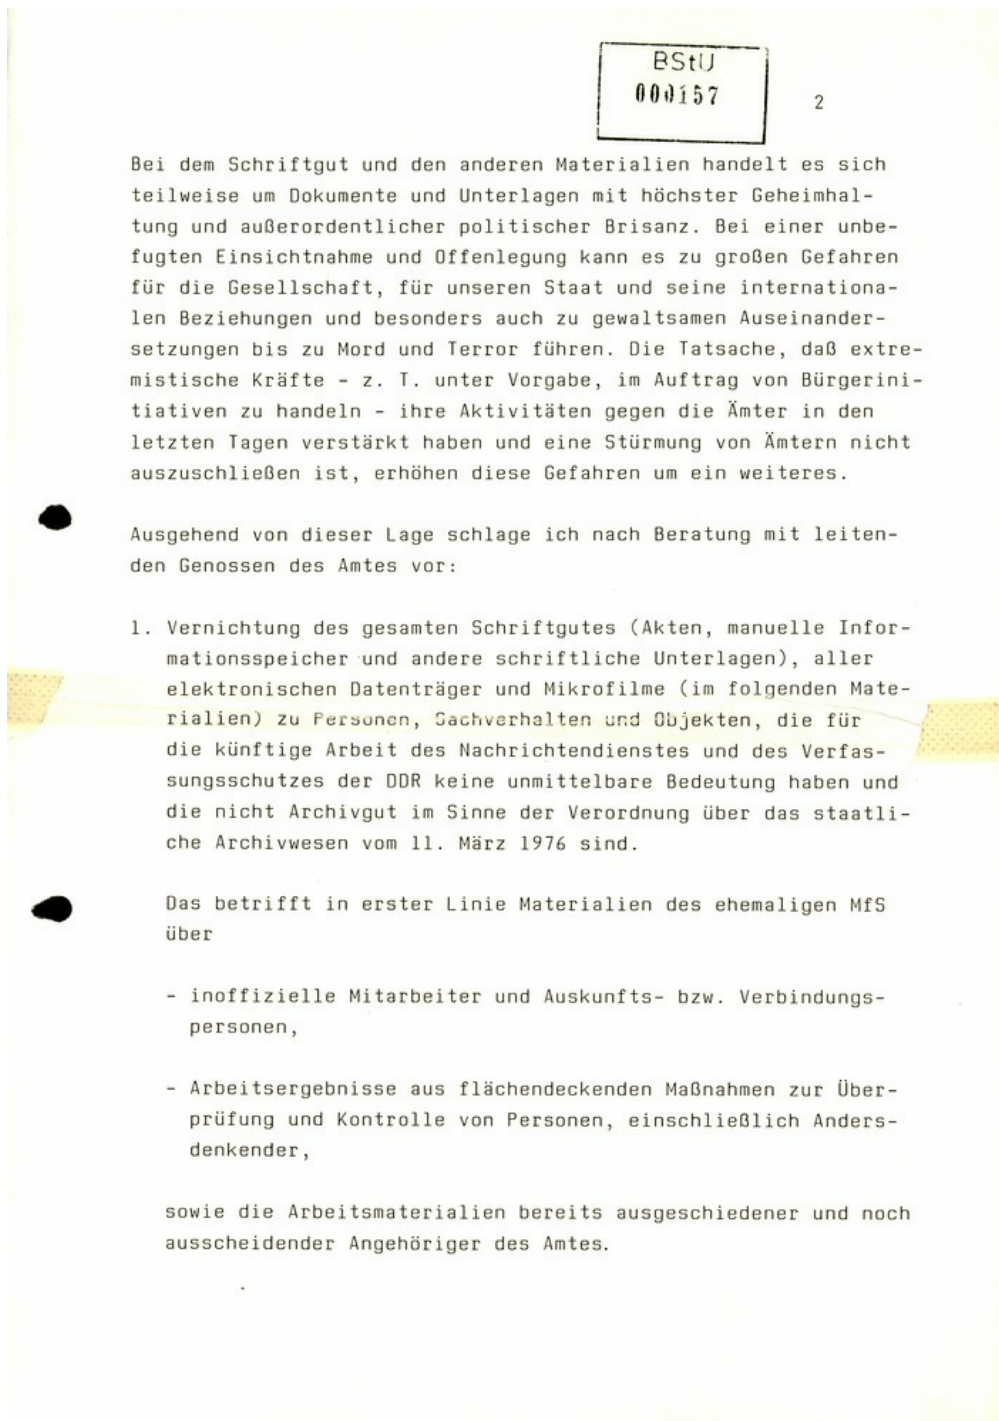 BStU
000157
2
Bei dem Schriftgut und den anderen Materialien handelt es sich
teilweise um Dokumente und Unterlagen mit höchster Geheimhal-
tung und außerordentlicher politischer Brisanz. Bei einer unbe-
fugten Einsichtnahme und Offenlegung kann es zu großen Gefahren
für die Gesellschaft, für unseren Staat und seine internationa-
len Beziehungen und besonders auch zu gewaltsamen Auseinander-
setzungen bis zu Mord und Terror führen. Die Tatsache, daß extre-
mistische Kräfte - z. T. unter Vorgabe, im Auftrag von Bürgerini-
tiativen zu handeln - ihre Aktivitäten gegen die Ämter in den
letzten Tagen verstärkt haben und eine Stürmung von Ämtern nicht
auszuschließen ist, erhöhen diese Gefahren um ein weiteres.
Ausgehend von dieser Lage schlage ich nach Beratung mit leiten-
den Genossen des Amtes vor:
1. Vernichtung des gesamten Schriftgutes (Akten, manuelle Infor-
mationsspeicher und andere schriftliche Unterlagen), aller
elektronischen Datenträger und Mikrofilme (im folgenden Mate-
rialien) zu Personen, Sachverhalten und Objekten, die für
die künftige Arbeit des Nachrichtendienstes und des Verfas-
sungsschutzes der DDR keine unmittelbare Bedeutung haben und
die nicht Archivgut im Sinne der Verordnung über das staatli-
che Archivwesen vom 11. März 1976 sind.
Das betrifft in erster Linie Materialien des ehemaligen MfS
über
- inoffizielle Mitarbeiter und Auskunfts- bzw. Verbindungs-
personen,
- Arbeitsergebnisse aus flächendeckenden Maßnahmen zur Über-
prüfung und Kontrolle von Personen, einschließlich Anders-
denkender,
sowie die Arbeitsmaterialien bereits ausgeschiedener und noch
ausscheidender Angehöriger des Amtes.